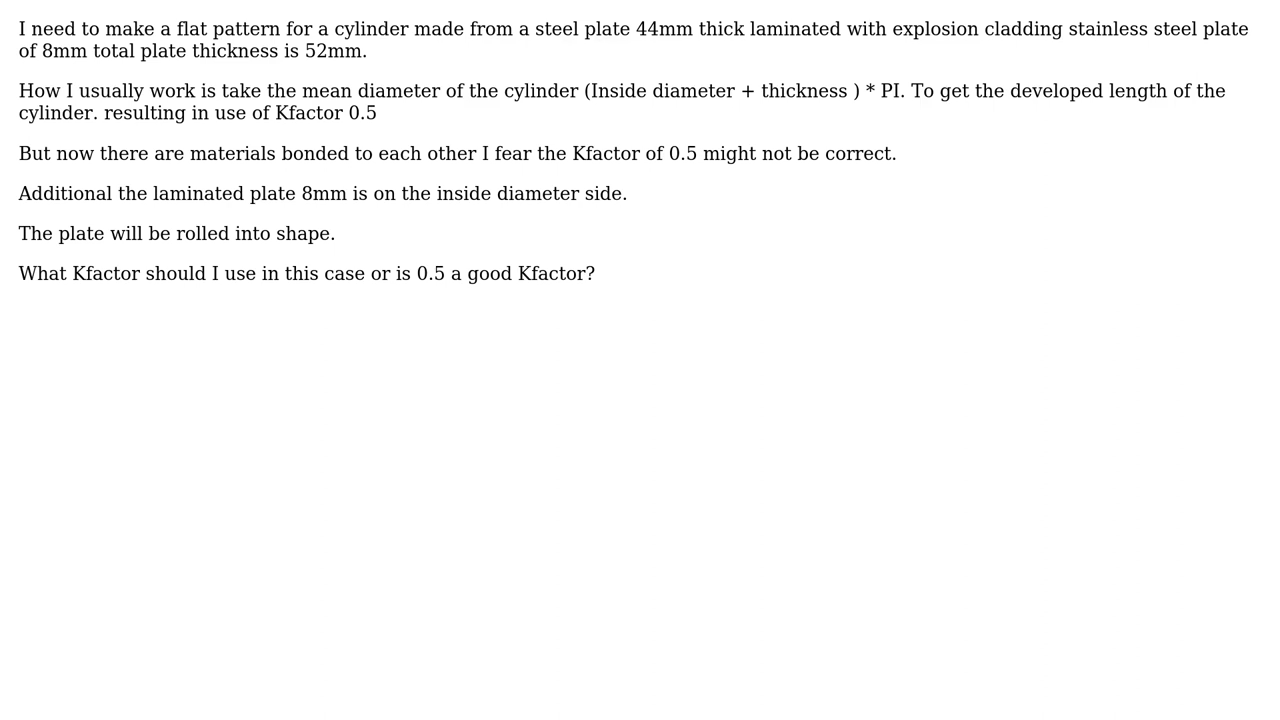 I need to make a flat pattern for a cylinder made from a steel plate 44mm thick laminated with explosion cladding stainless steel plate
of 8mm total plate thickness is 52mm.
How I usually work is take the mean diameter of the cylinder (Inside diameter + thickness ) * PI. To get the developed length of the
cylinder. resulting in use of Kfactor 0.5
But now there are materials bonded to each other I fear the Kfactor of 0.5 might not be correct.
Additional the laminated plate 8mm is on the inside diameter side.
The plate will be rolled into shape.
What Kfactor should I use in this case or is 0.5 a good Kfactor?